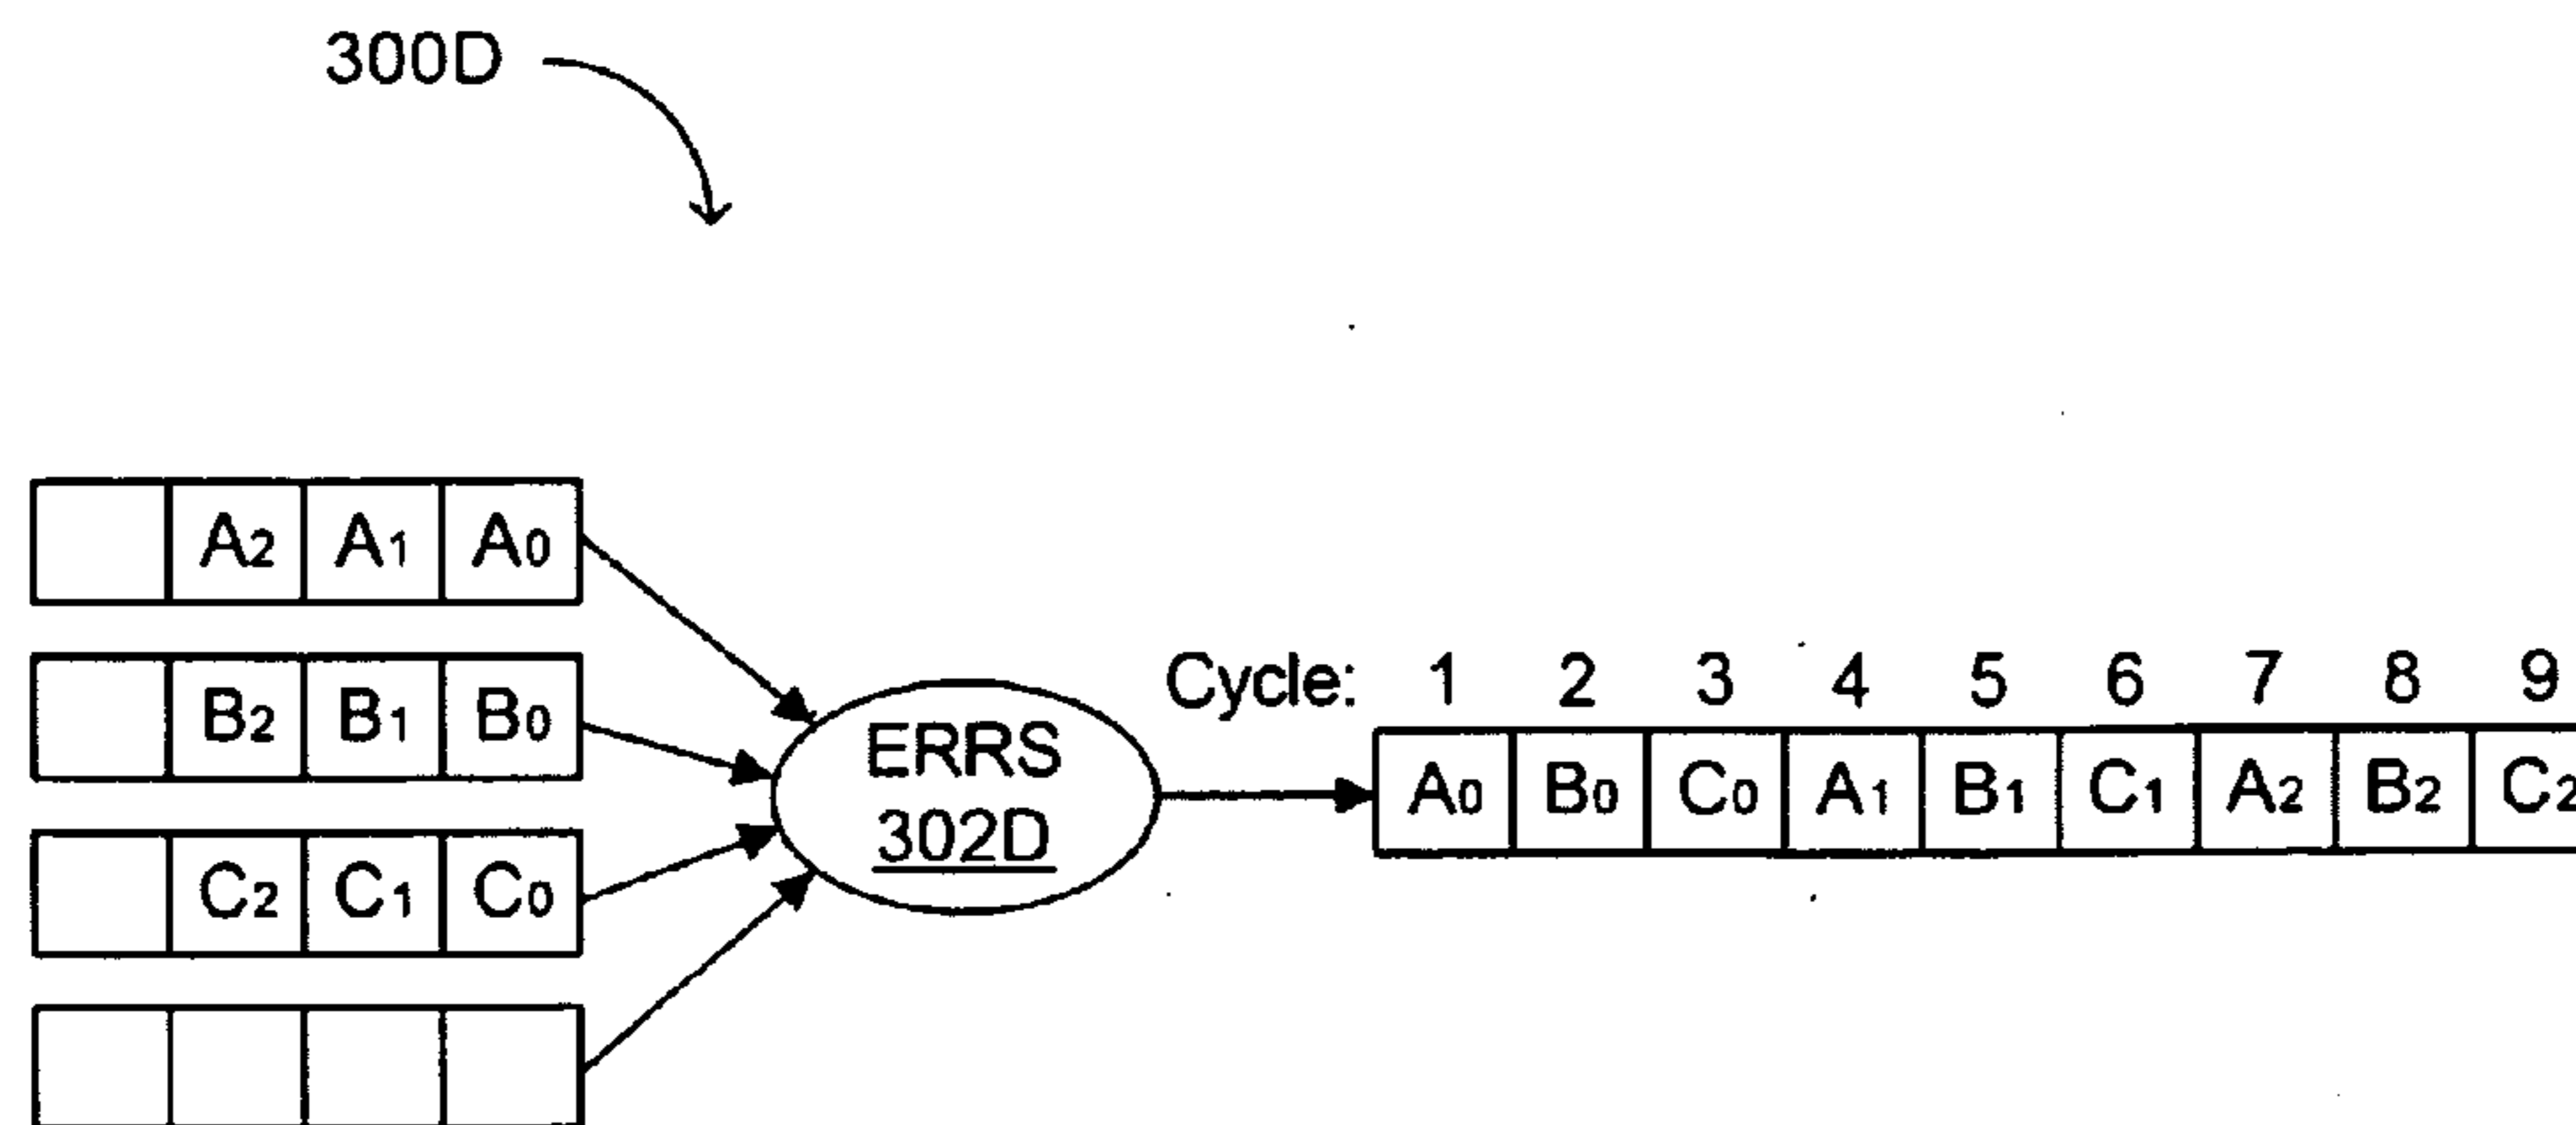 300D
A2 A1 A0
B2 B1 B0
C2 C1 C0
ERRS
302D
Cycle: 1 2 3 4 5 6 7 8 9
A0 B0 C0 A1 B1 C1 A2 B2 C2